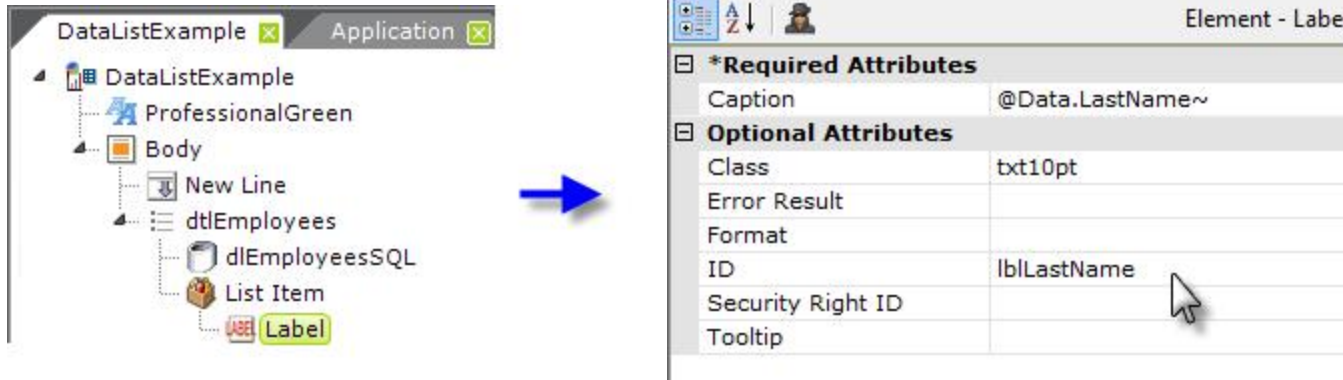 DataListExample
Application
DataListExample
ProfessionalGreen
Body
New Line
dtlEmployees
dlEmployeesSQL
List Item
LABEL Label
A Z
Element - Labe
*Required Attributes
Caption @Data.LastName~
Optional Attributes
Class txt10pt
Error Result
Format
ID lblLastName
Security Right ID
Tooltip